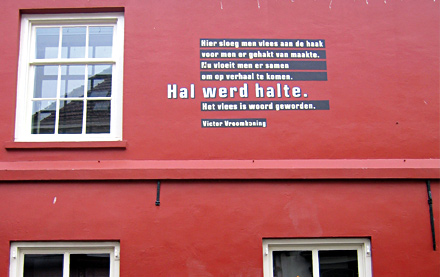 Hier sloeg men vlees aan de haak
voor men er gehakt van maakte.
Nu vloeit men er samen
om op verhaal te komen.
Hal werd halte.
Het vlees is woord geworden.
Victor Vroomkoning